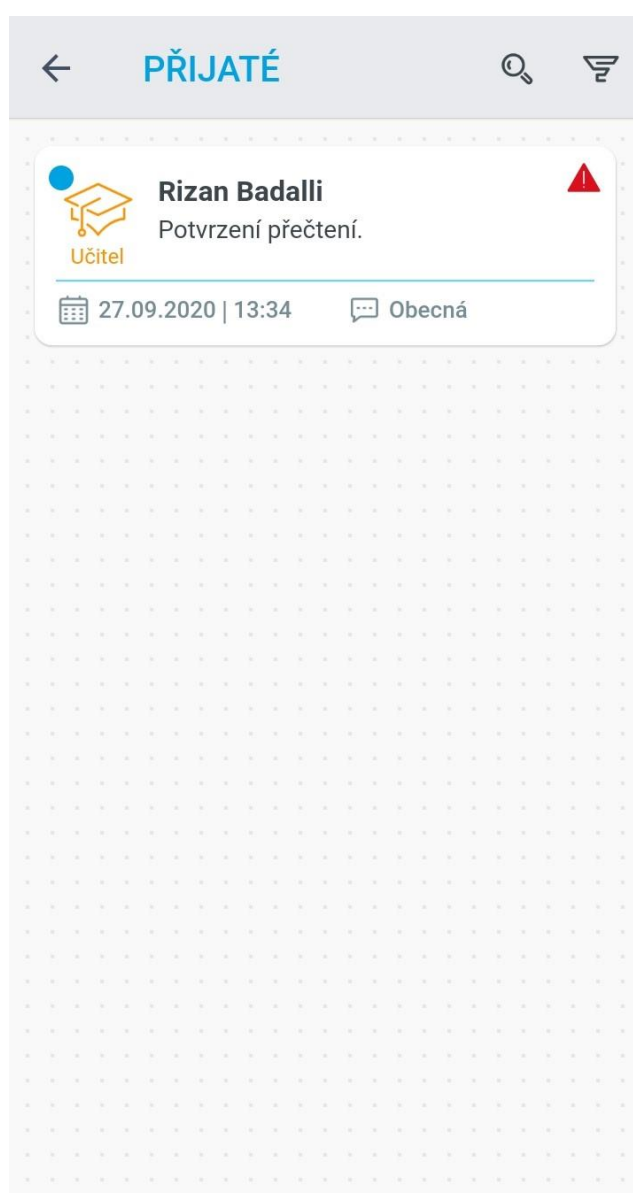 PŘIJATÉ
Rizan Badalli
Potvrzení přečtení.
Učitel
27.09.2020 | 13:34 Obecná